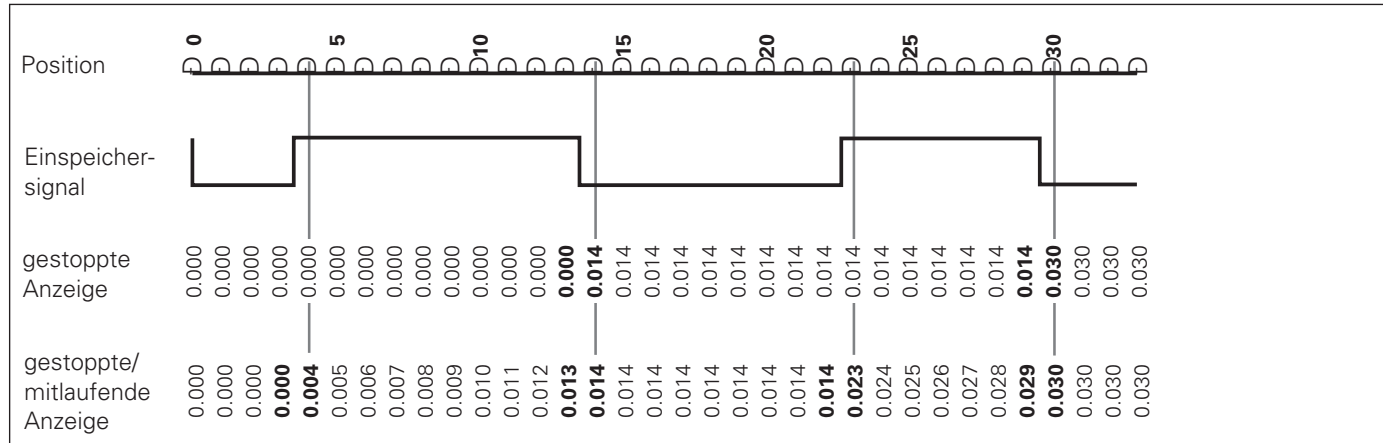 0 5 10 15 20 25 30
Position
Einspeicher-
signal
gestoppte
Anzeige
0.000 0.000 0.000 0.000 0.000 0.000 0.000 0.000 0.000 0.000 0.000 0.000 0.000 0.000 0.014 0.014 0.014 0.014 0.014 0.014 0.014 0.014 0.014 0.014 0.014 0.014 0.014 0.014 0.014 0.014 0.030 0.030 0.030 0.030
gestoppte/
mitlaufende
Anzeige
0.000 0.000 0.000 0.000 0.004 0.005 0.006 0.007 0.008 0.009 0.010 0.011 0.012 0.013 0.014 0.014 0.014 0.014 0.014 0.014 0.014 0.014 0.014 0.023 0.024 0.025 0.026 0.027 0.028 0.029 0.030 0.030 0.030 0.030